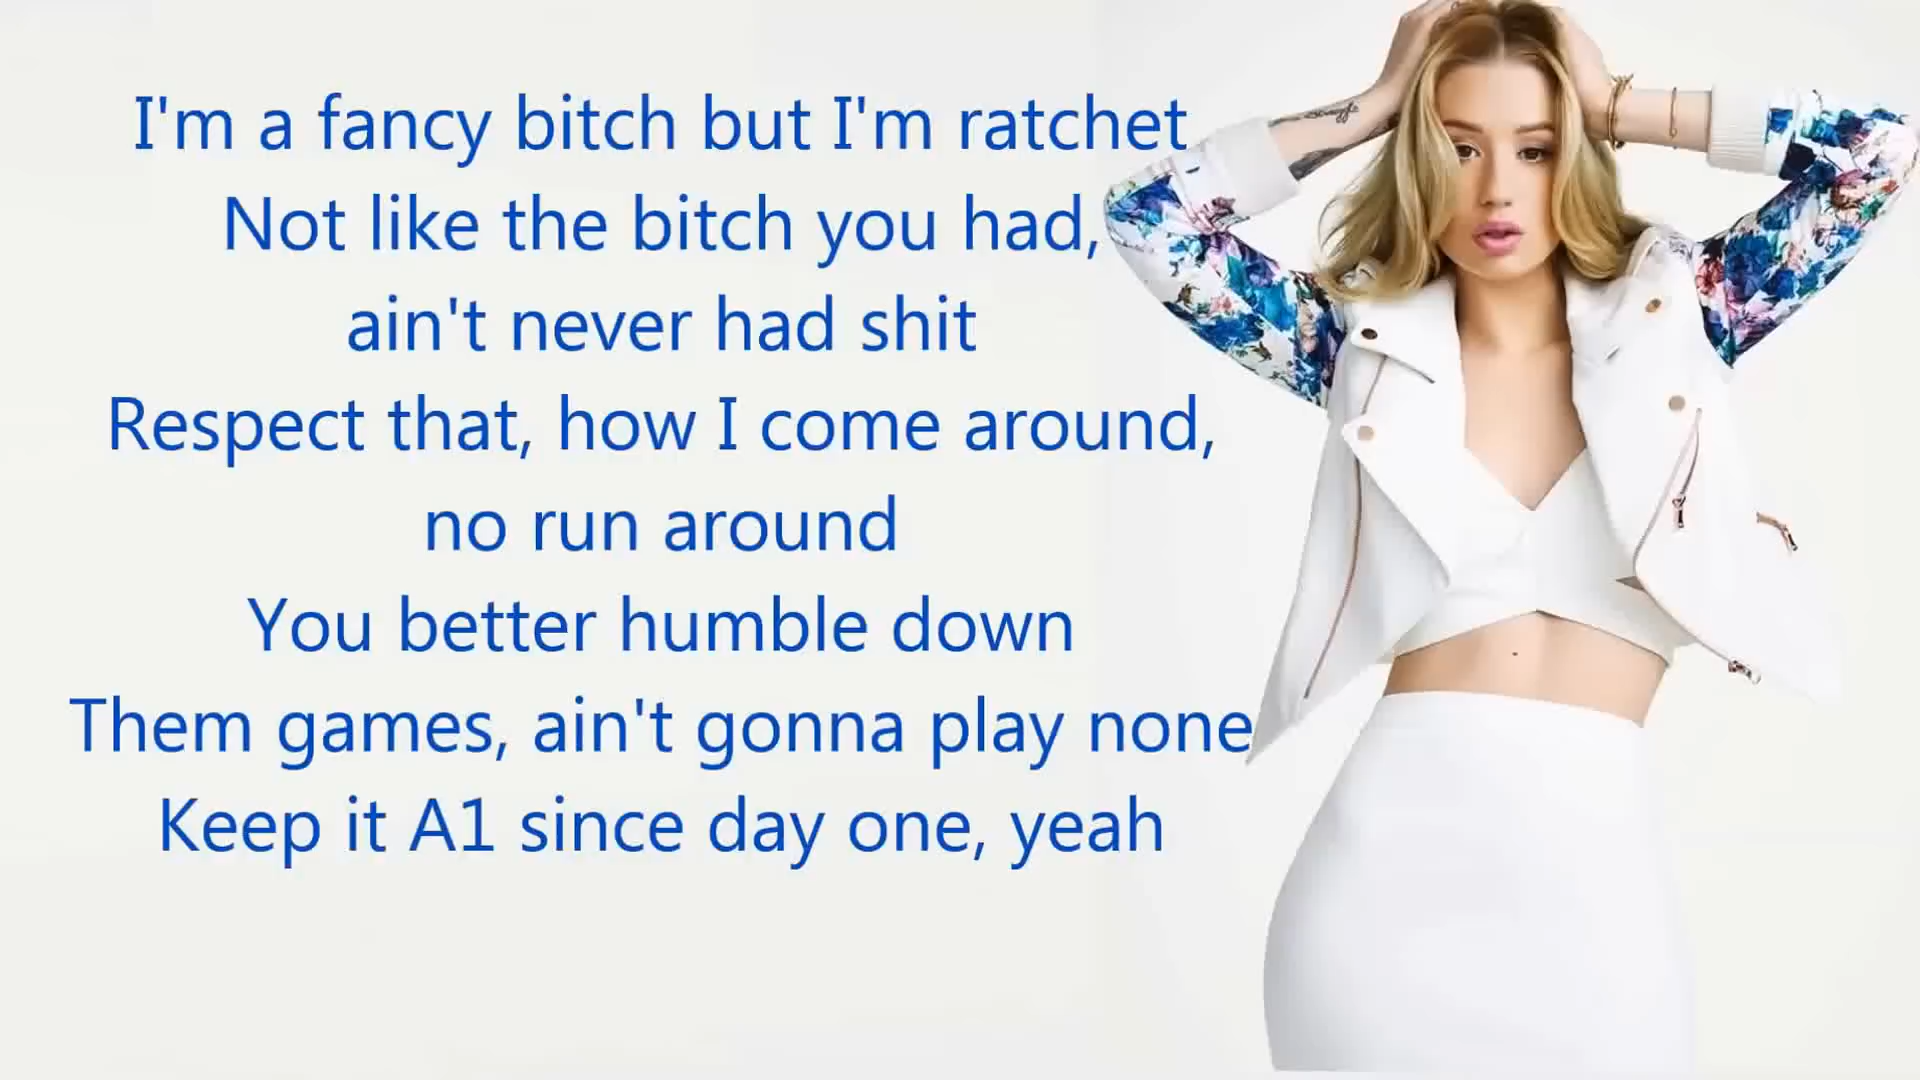 I'm a fancy bitch but I'm ratchet
Not like the bitch you had,
ain't never had shit
Respect that, how I come around,
no run around
You better humble down
Them games, ain't gonna play none
Keep it A1 since day one, yeah